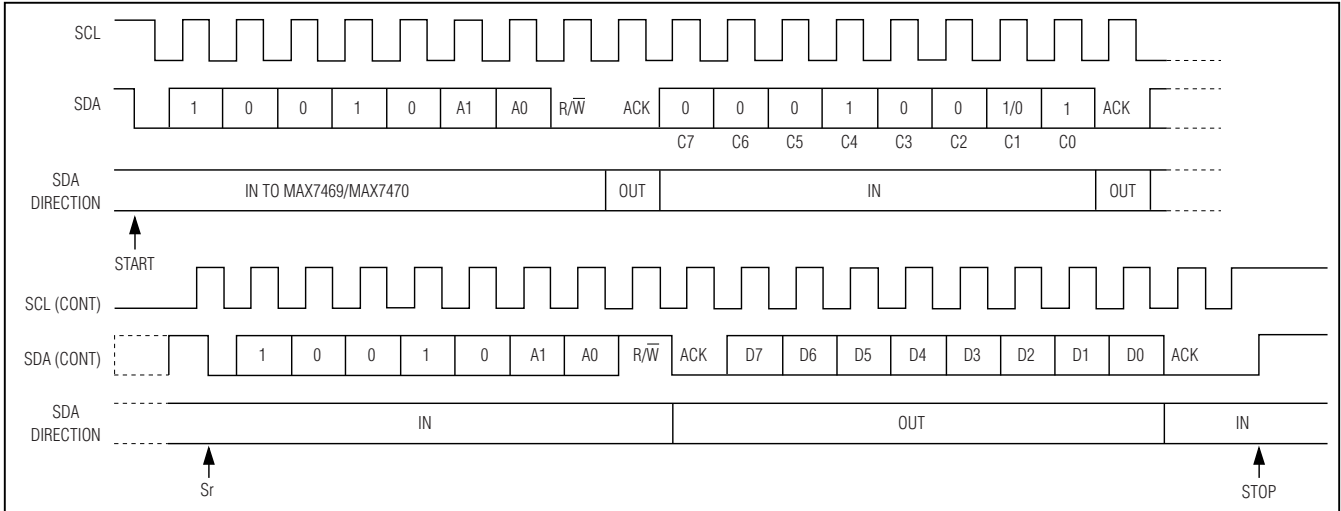 SCL
SDA 1 0 0 1 0 A1 A0 R/W̅ ACK 0 0 0 1 0 0 1/0 1 ACK
C7 C6 C5 C4 C3 C2 C1 C0
SDA DIRECTION IN TO MAX7469/MAX7470 OUT IN OUT
START
SCL (CONT)
SDA (CONT) 1 0 0 1 0 A1 A0 R/W̅ ACK D7 D6 D5 D4 D3 D2 D1 D0 ACK
SDA DIRECTION IN OUT IN
Sr STOP